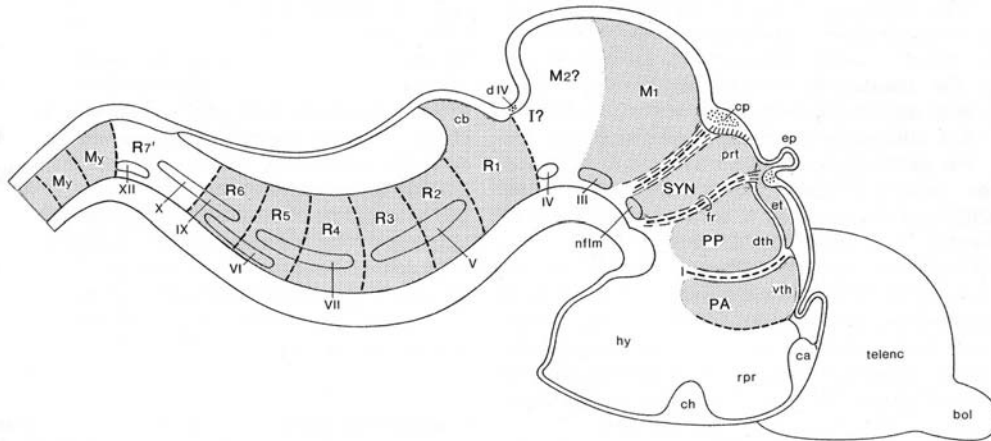 My
My
R7'
XII
X
IX
R6
VI
R5
R4
VII
R3
R2
V
cb
R1
I?
d IV
M2?
IV
III
M1
cp
ep
prt
SYN
nflm
fr
et
PP
dth
l
PA
vth
hy
ca
rpr
ch
telenc
bol